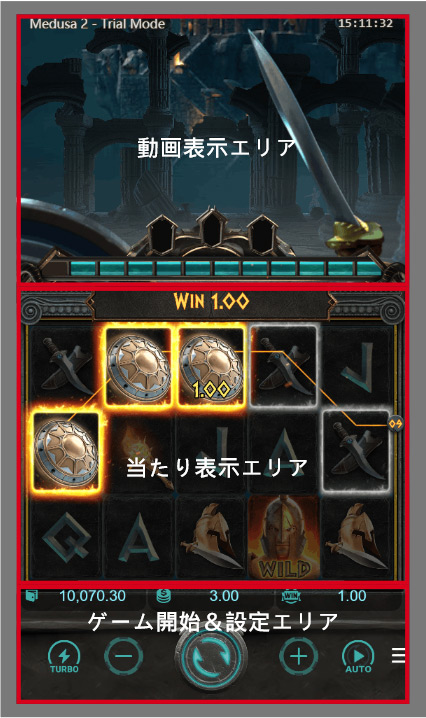 Medusa 2 - Trial Mode 15:11:32
動画表示エリア
WIN 1.00
J
1.00
09
当たり表示エリア
J A
Q A WILD
10,070.30 3.00 WIN 1.00
ゲーム開始＆設定エリア
TURBO AUTO